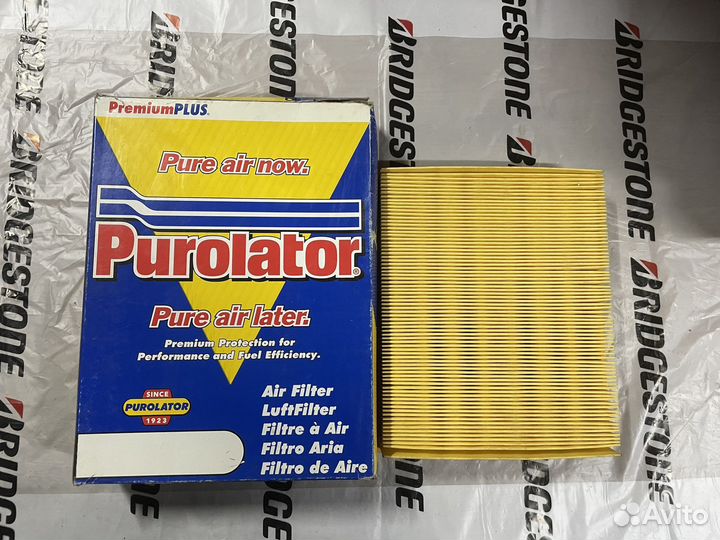 PremiumPLUS.
Pure air now.
Purolator®
Pure air later.
Premium Protection for
Performance and Fuel Efficiency.
SINCE
PUROLATOR
1923
Air Filter
LuftFilter
Filtre à Air
Filtro Aria
Filtro de Aire
BRIDGESTONE
BRIDGESTONE
BRIDGESTONE
BRIDGESTONE
BRIDGESTONE
Avito